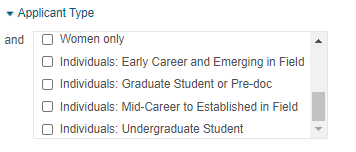 Applicant Type
and
Women only
Individuals: Early Career and Emerging in Field
Individuals: Graduate Student or Pre-doc
Individuals: Mid-Career to Established in Field
Individuals: Undergraduate Student